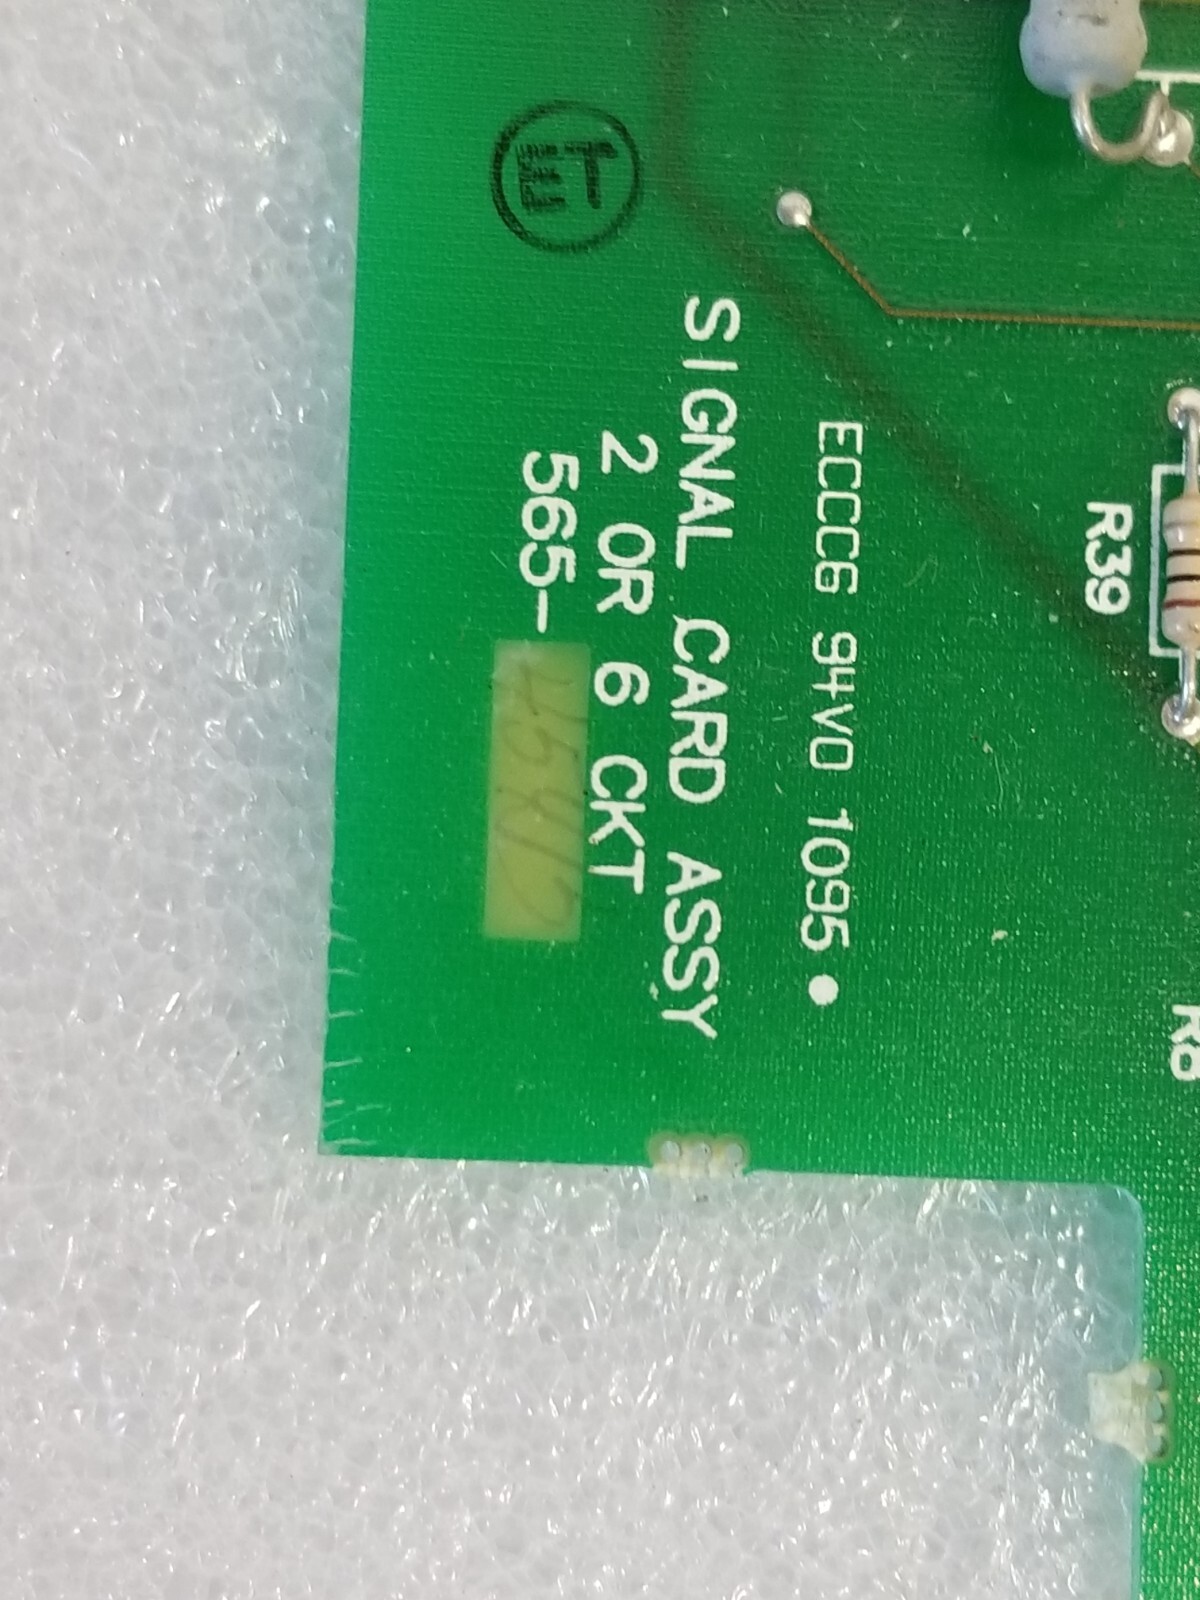 ET
SIGNAL CARD ASSY
2 OR 6 CKT
565-
ECCC6 94V0 1095
R39